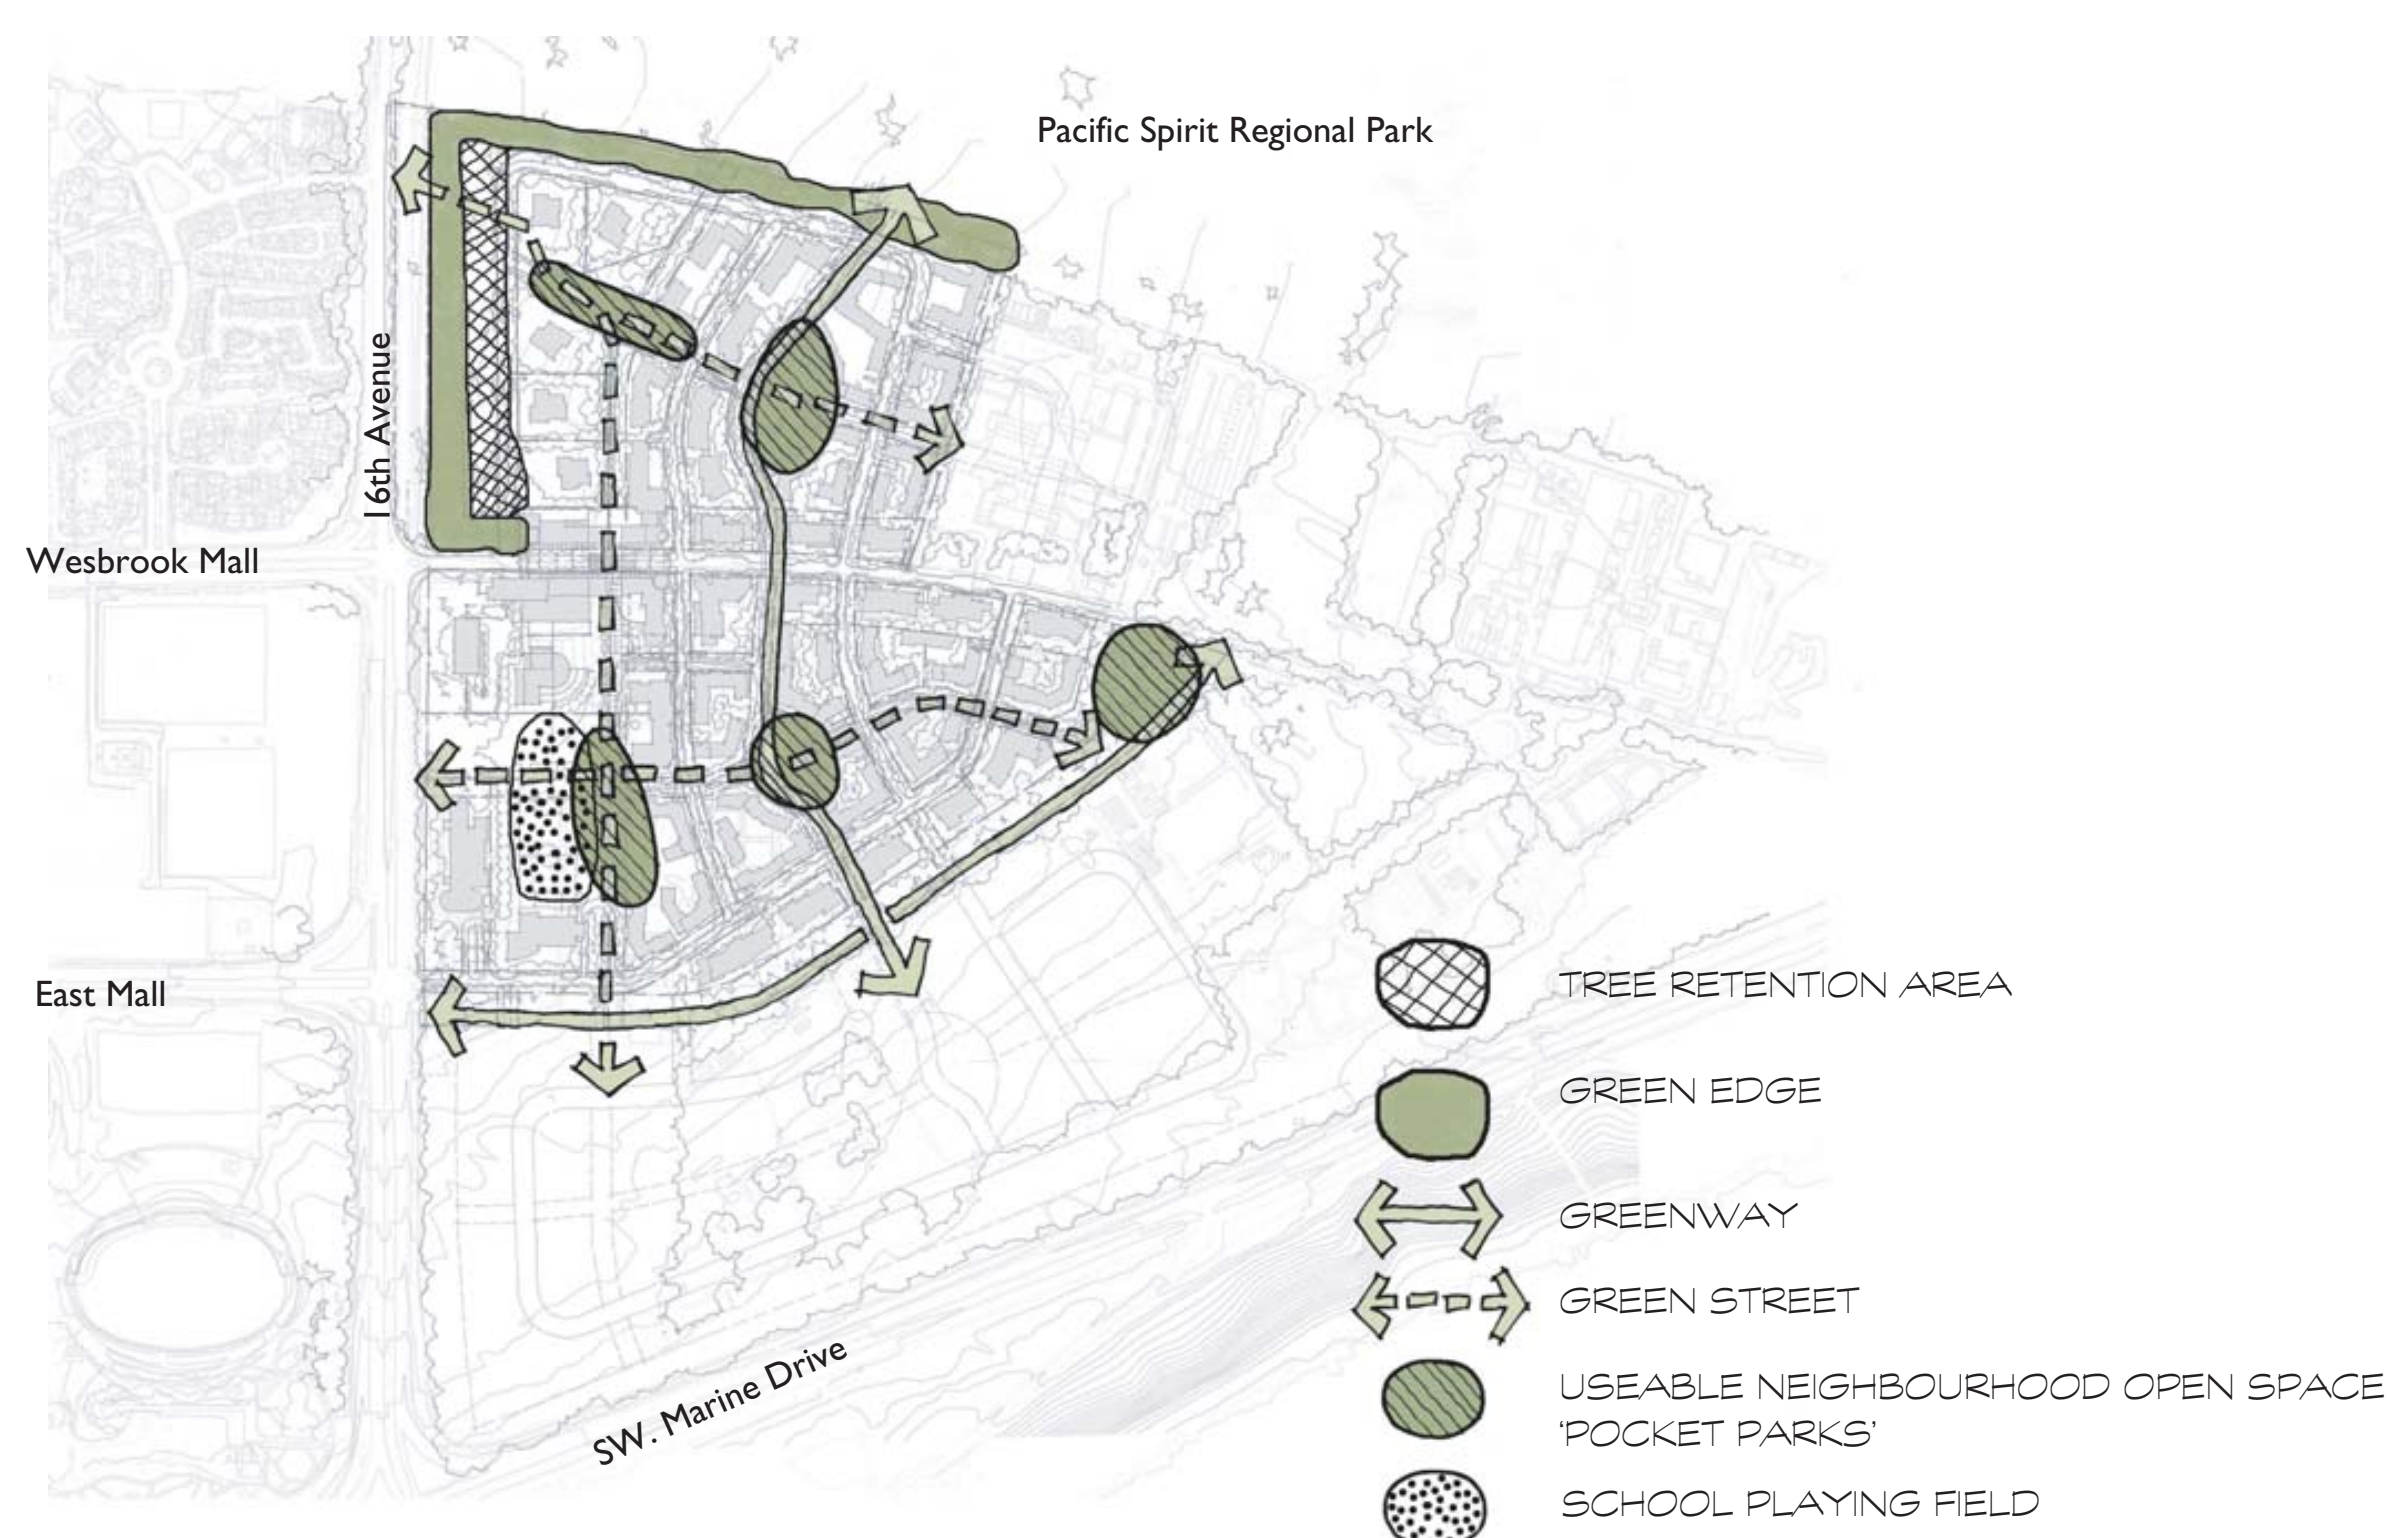 Pacific Spirit Regional Park
16th Avenue
Wesbrook Mall
East Mall
SW. Marine Drive
TREE RETENTION AREA
GREEN EDGE
GREENWAY
GREEN STREET
USEABLE NEIGHBOURHOOD OPEN SPACE
'POCKET PARKS'
SCHOOL PLAYING FIELD